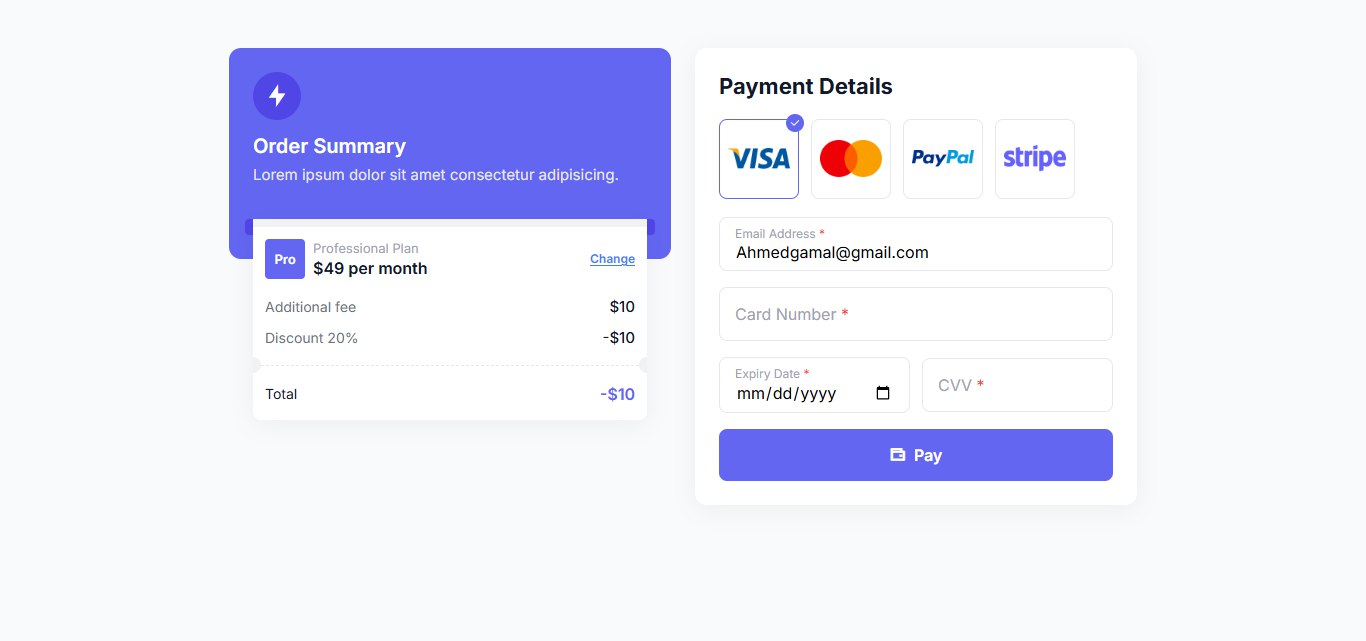 Order Summary
Lorem ipsum dolor sit amet consectetur adipisicing.
Pro
Professional Plan
$49 per month
Change
Additional fee
$10
Discount 20%
-$10
Total
-$10
Payment Details
VISA
PayPal
stripe
Email Address *
Ahmedgamal@gmail.com
Card Number *
Expiry Date *
mm/dd/yyyy
CVV *
Pay